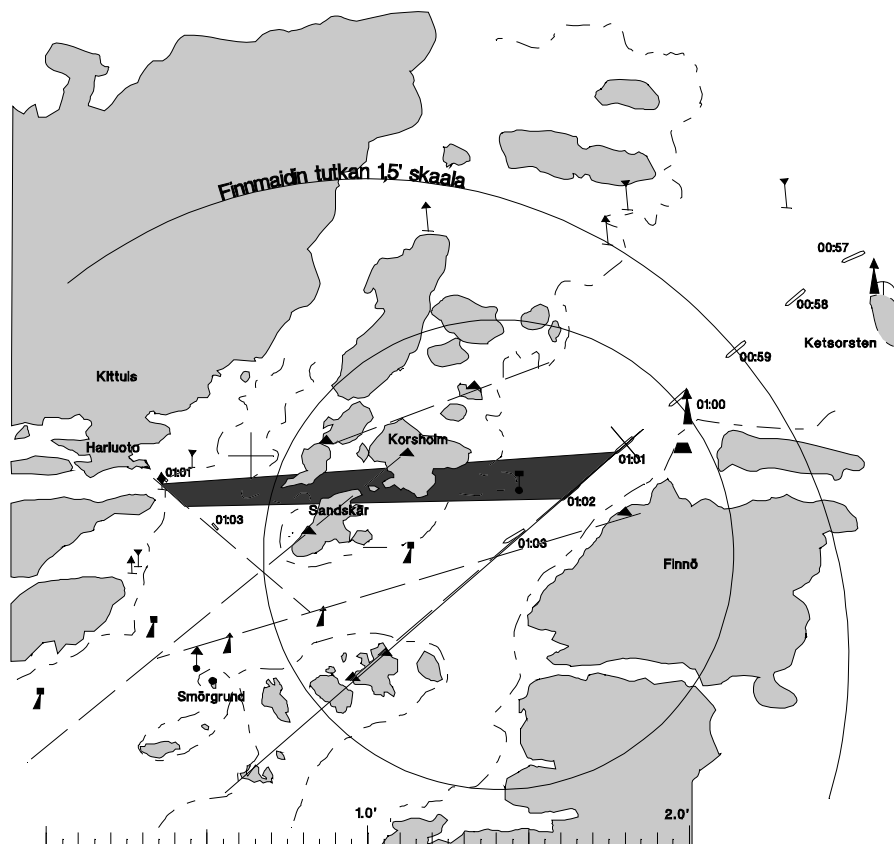 Finnmaidin tutkan 1,5' skaala
00:57
00:58
Ketsorsten
00:59
Kittuis
01:00
Harluoto
Korsholm
01:01
01:01
01:02
Sandskär
01:03
01:03
Finnö
Smörgrund
1.0'
2.0'